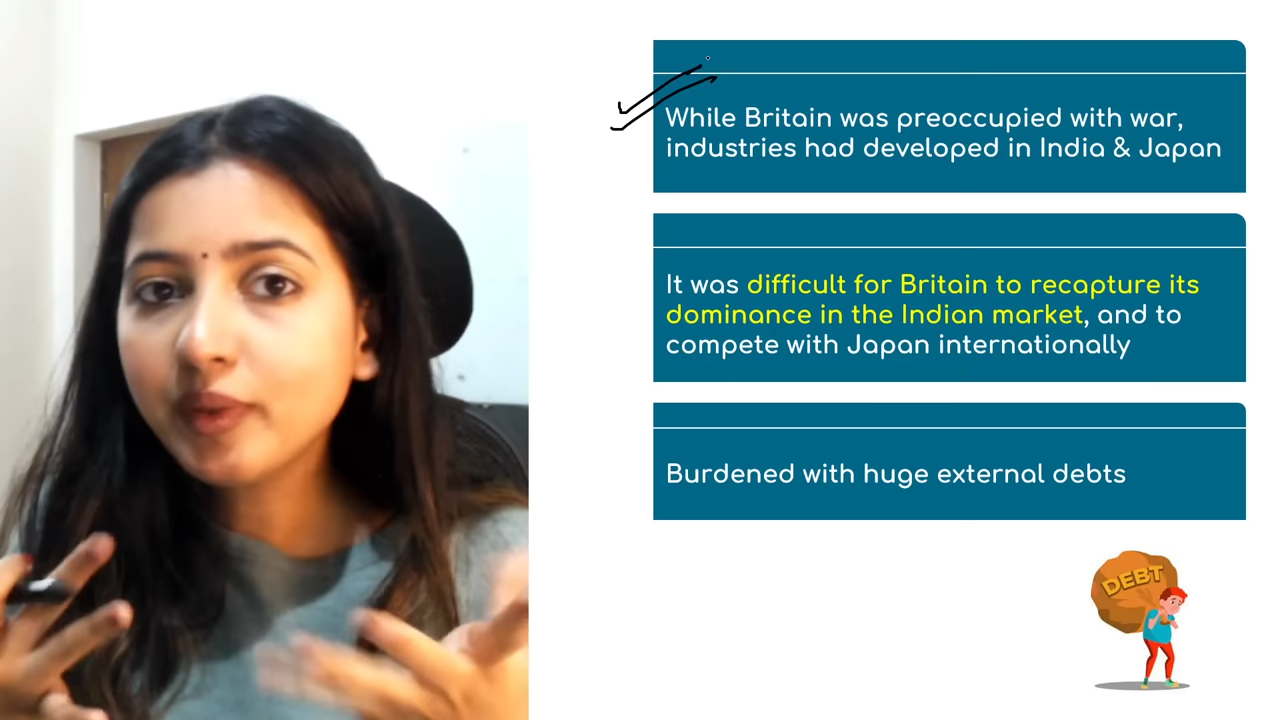 While Britain was preoccupied with war,
industries had developed in India & Japan
It was difficult for Britain to recapture its
dominance in the Indian market, and to
compete with Japan internationally
Burdened with huge external debts
DEBT